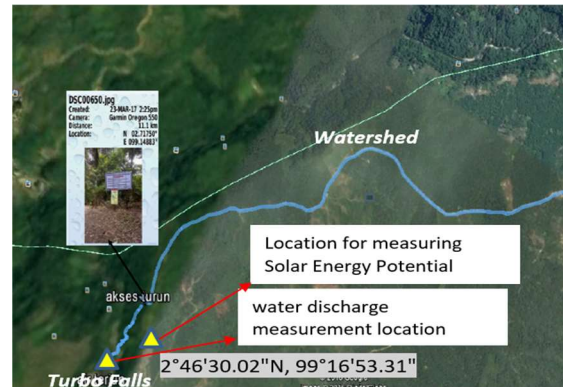 DSC00650.jpg
Created: 23-MAR-17 2:25pm
Camera: Garmin Oregon 550
Distance: 11.1 km
Location: N 02.71750°
E 099.14883°
Watershed
Location for measuring
Solar Energy Potential
akses turun
water discharge
measurement location
2°46'30.02"N, 99°16'53.31"
Turbo Falls